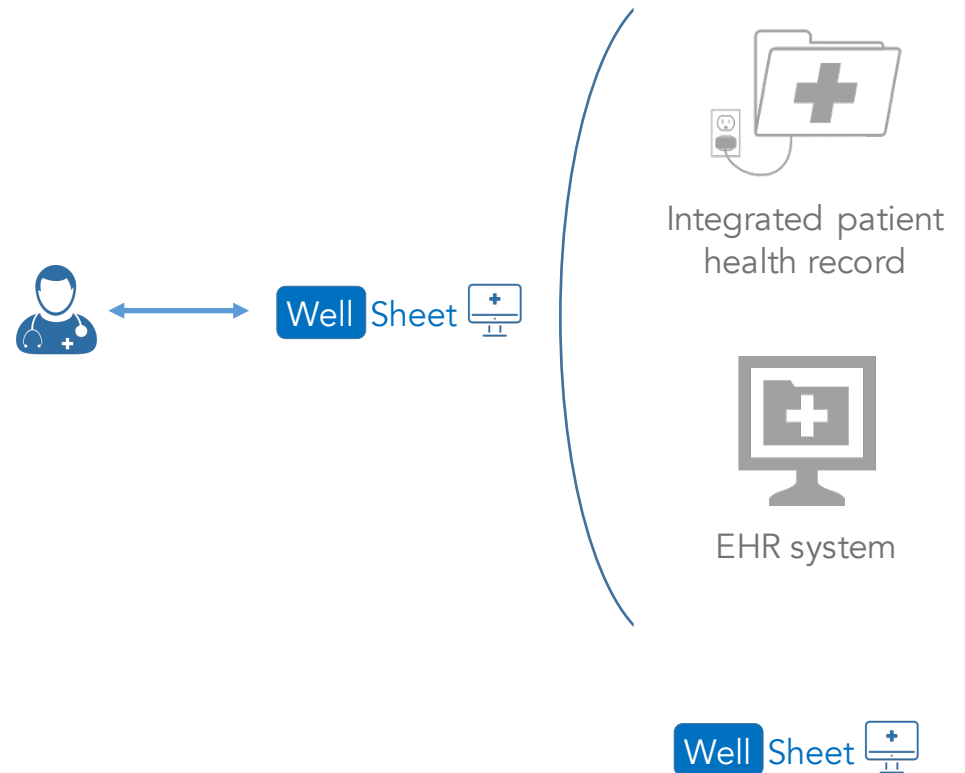 Integrated patient
health record
Well Sheet
EHR system
Well Sheet